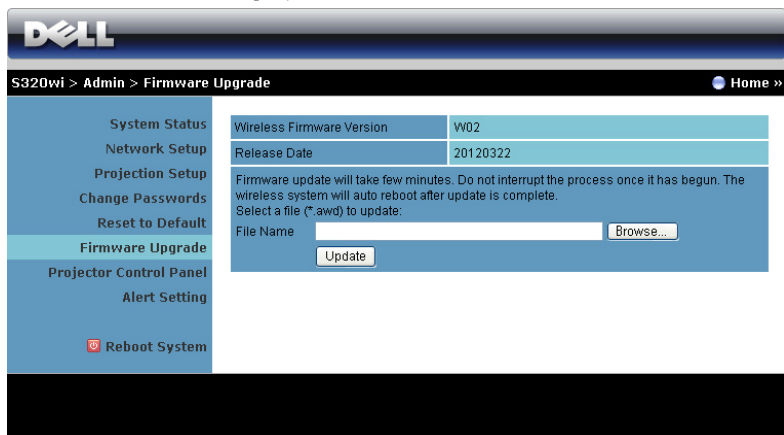 DELL
S320wi > Admin > Firmware Upgrade
Home »
System Status
Network Setup
Projection Setup
Change Passwords
Reset to Default
Firmware Upgrade
Projector Control Panel
Alert Setting
Reboot System
Wireless Firmware Version W02
Release Date 20120322
Firmware update will take few minutes. Do not interrupt the process once it has begun. The
wireless system will auto reboot after update is complete.
Select a file (*.awd) to update:
File Name Browse...
Update